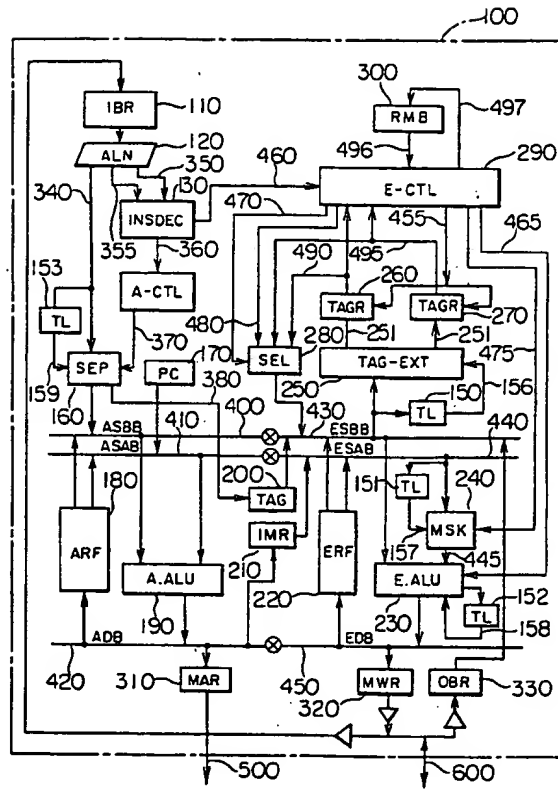 100
300
497
IBR
110
RMB
496
290
120
ALN
350
460
E-CTL
340
130
470
455
465
355
INSDEC
360
490
495
260
153
A-CTL
480
TAGR
TAGR
270
TL
370
251
251
475
170
280
SEP
PC
380
SEL
TAG-EXT
150
156
159
160
250
TL
410
400
430
440
ASBB
ESBB
ASAB
ESAB
180
200
TAG
151
TL
240
ARF
IMR
ERF
157
MSK
445
210
A.ALU
E.ALU
152
190
220
230
TL
158
ADB
EDB
420
310
MAR
450
MWR
OBR
330
320
500
600